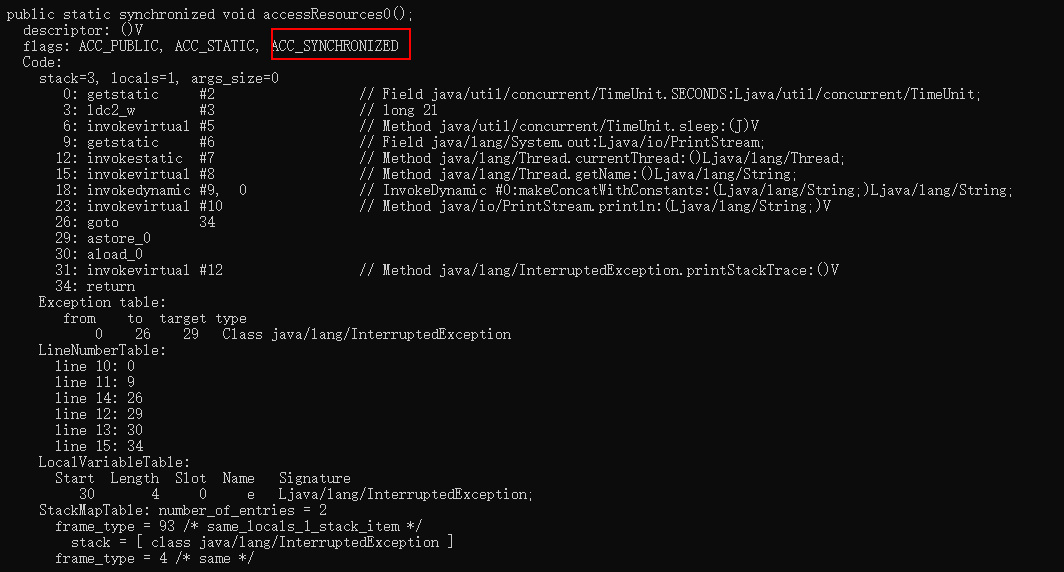 public static synchronized void accessResources0();
descriptor: ()V
flags: ACC_PUBLIC, ACC_STATIC, ACC_SYNCHRONIZED
Code:
stack=3, locals=1, args_size=0
0: getstatic #2 // Field java/util/concurrent/TimeUnit.SECONDS:Ljava/util/concurrent/TimeUnit;
3: ldc2_w #3 // long 2l
6: invokevirtual #5 // Method java/util/concurrent/TimeUnit.sleep:(J)V
9: getstatic #6 // Field java/lang/System.out:Ljava/io/PrintStream;
12: invokestatic #7 // Method java/lang/Thread.currentThread:()Ljava/lang/Thread;
15: invokevirtual #8 // Method java/lang/Thread.getName:()Ljava/lang/String;
18: invokedynamic #9, 0 // InvokeDynamic #0:makeConcatWithConstants:(Ljava/lang/String;)Ljava/lang/String;
23: invokevirtual #10 // Method java/io/PrintStream.println:(Ljava/lang/String;)V
26: goto 34
29: astore_0
30: aload_0
31: invokevirtual #12 // Method java/lang/InterruptedException.printStackTrace:()V
34: return
Exception table:
from to target type
0 26 29 Class java/lang/InterruptedException
LineNumberTable:
line 10: 0
line 11: 9
line 14: 26
line 12: 29
line 13: 30
line 15: 34
LocalVariableTable:
Start Length Slot Name Signature
30 4 0 e Ljava/lang/InterruptedException;
StackMapTable: number_of_entries = 2
frame_type = 93 /* same_locals_1_stack_item */
stack = [ class java/lang/InterruptedException ]
frame_type = 4 /* same */